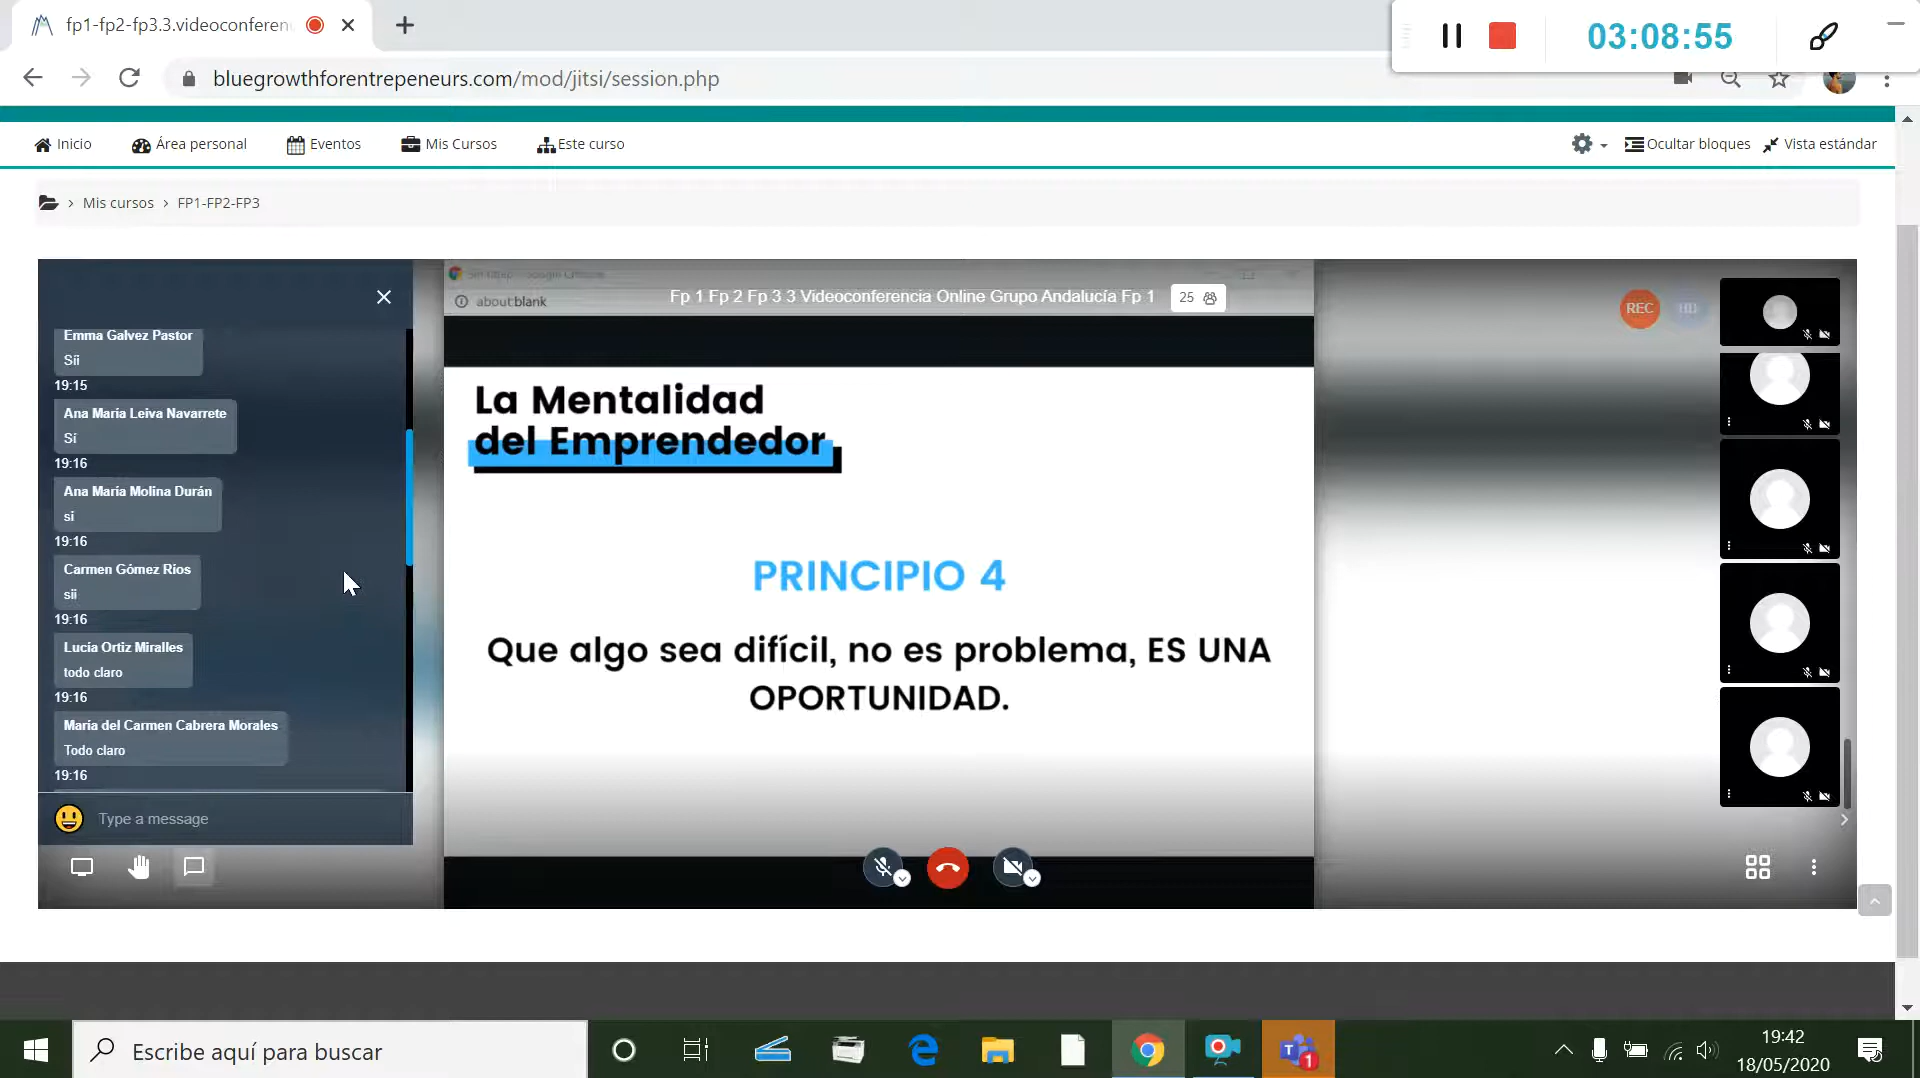 fp1-fp2-fp3.3.videoconferen
03:08:55
bluegrowthforentrepeneurs.com/mod/jitsi/session.php
Inicio
Área personal
Eventos
Mis Cursos
Este curso
Ocultar bloques
Vista estándar
Mis cursos
FP1-FP2-FP3
about:blank
Fp 1 Fp 2 Fp 3 3 Videoconferencia Online Grupo Andalucía Fp 1
25
REC
HD
Emma Galvez Pastor
Sii
19:15
Ana María Leiva Navarrete
Sí
19:16
Ana María Molina Durán
si
19:16
Carmen Gómez Ríos
sii
19:16
Lucía Ortiz Miralles
todo claro
19:16
María del Carmen Cabrera Morales
Todo claro
19:16
Type a message
La Mentalidad
del Emprendedor
PRINCIPIO 4
Que algo sea difícil, no es problema, ES UNA
OPORTUNIDAD.
Escribe aquí para buscar
1
19:42
18/05/2020